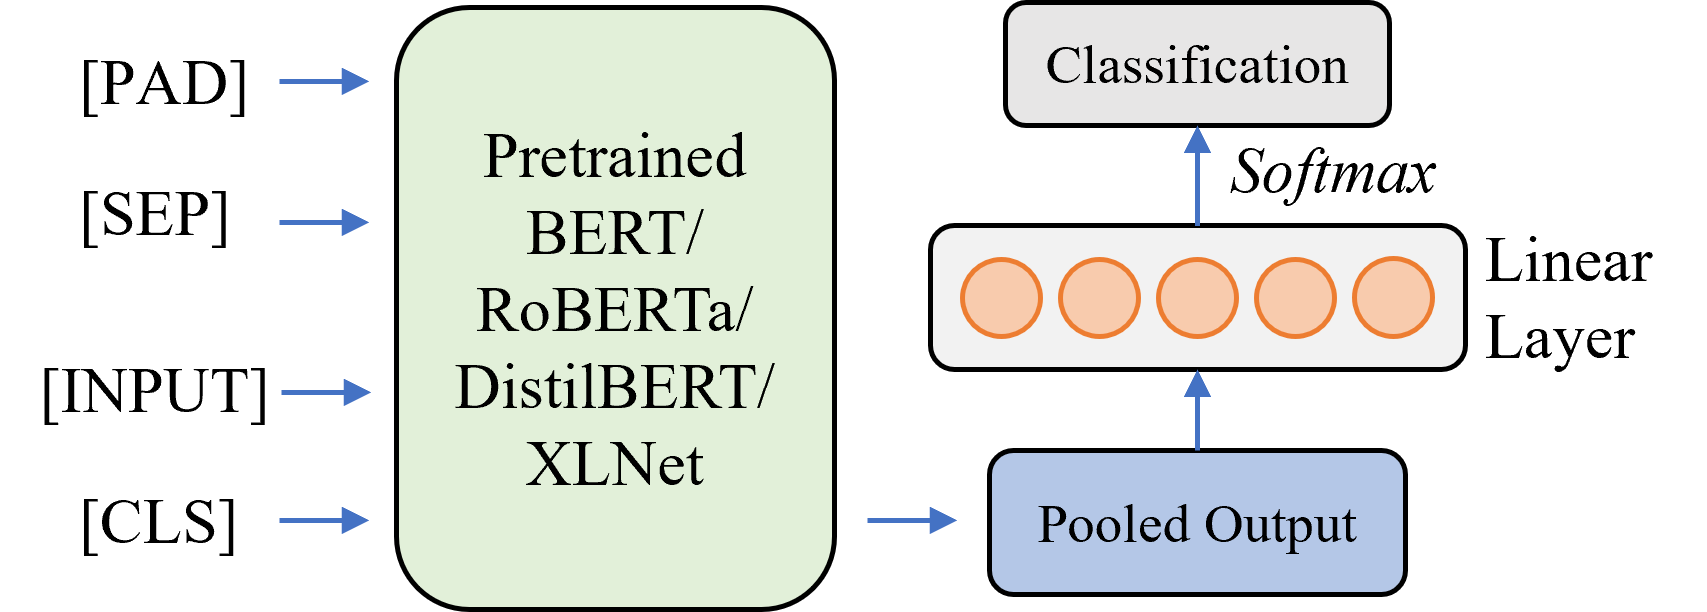 [PAD]
[SEP]
[INPUT]
[CLS]
Pretrained
BERT/
RoBERTa/
DistilBERT/
XLNet
Classification
Softmax
Linear
Layer
Pooled Output